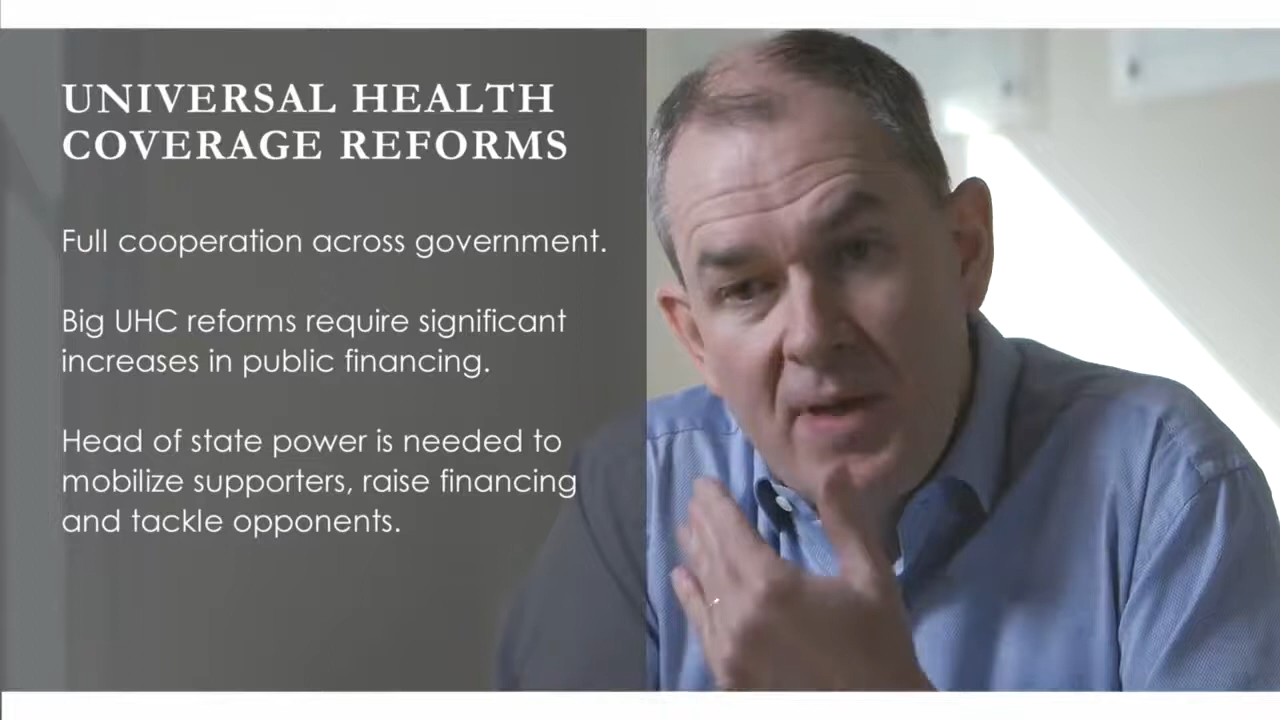 UNIVERSAL HEALTH
COVERAGE REFORMS
Full cooperation across government.
Big UHC reforms require significant
increases in public financing.
Head of state power is needed to
mobilize supporters, raise financing
and tackle opponents.